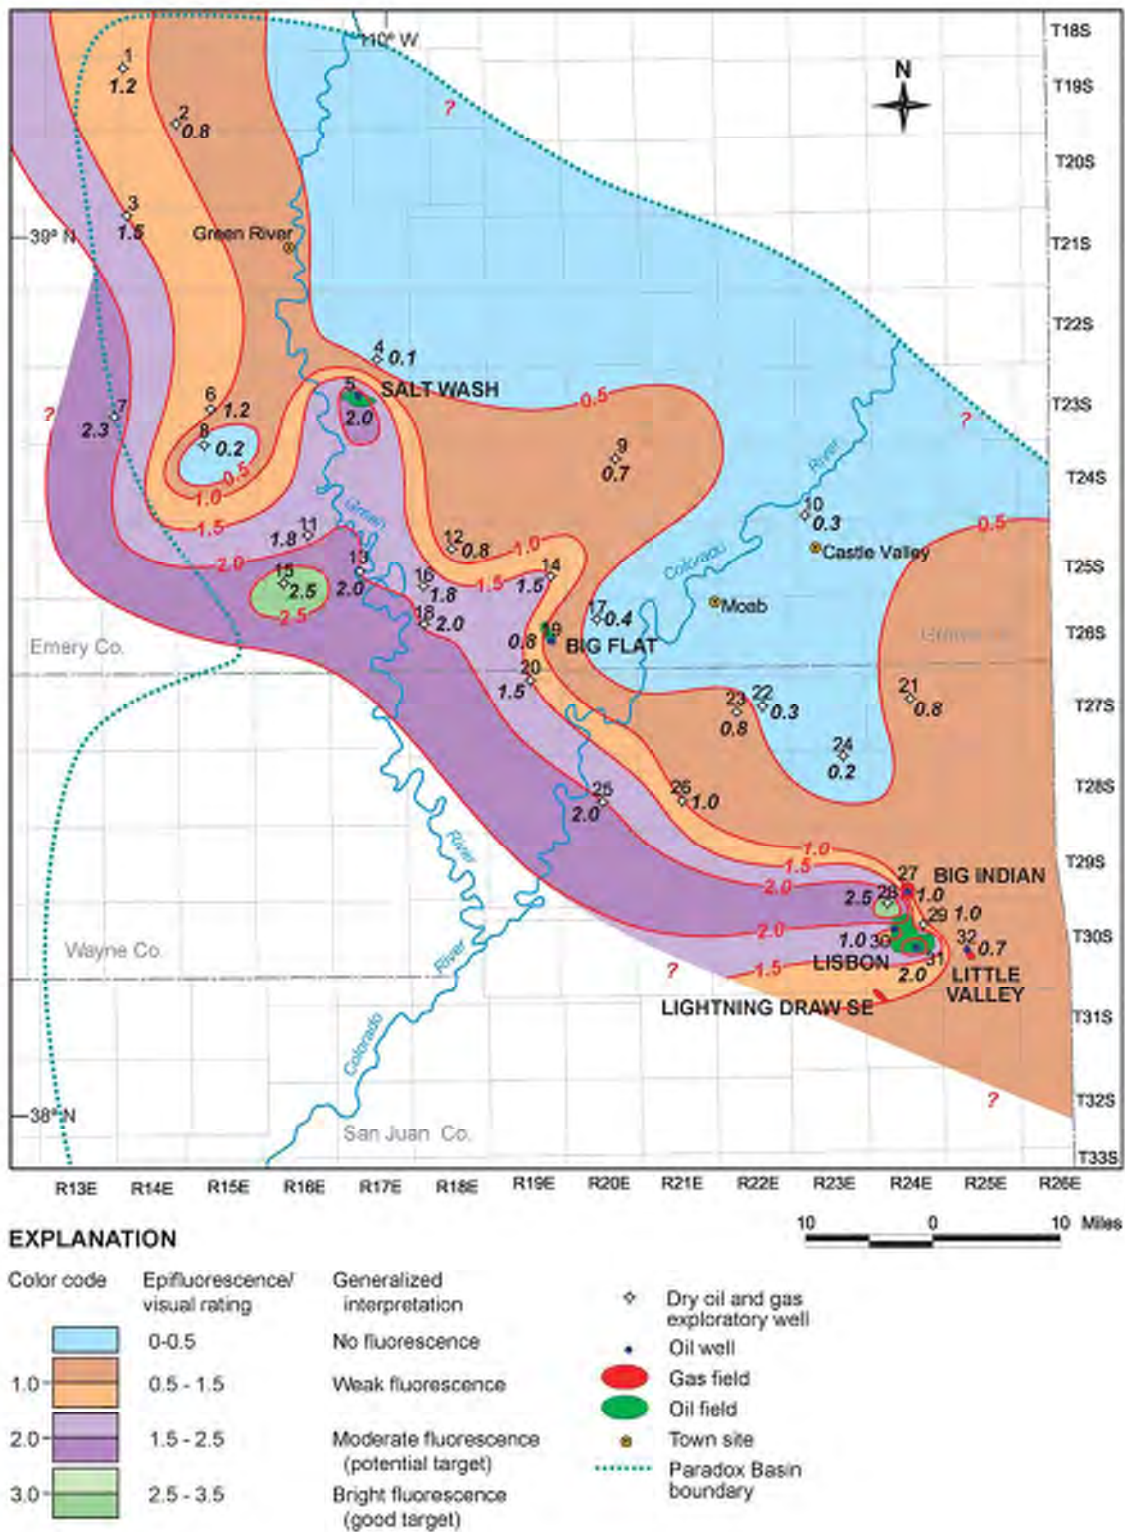 110° W
T18S
N
1
1.2
T19S
?
2
0.8
T20S
3
1.5
39° N
Green River
T21S
T22S
4
0.1
5
SALT WASH
2.0
0.5
T23S
?
?
7
2.3
6
1.2
8
0.2
0.5
1.0
1.5
9
0.7
River
T24S
10
0.3
0.5
11
1.8
Green
12
0.8
1.0
Castle Valley
Colorado
2.0
13
2.0
14
1.5
1.5
T25S
15
2.5
2.5
16
1.8
18
2.0
17
0.4
Moab
Emery Co.
19
0.8
BIG FLAT
T26S
20
1.5
21
0.8
22
0.3
23
0.8
T27S
24
0.2
25
2.0
26
1.0
T28S
River
1.0
1.5
2.0
T29S
27
1.0
BIG INDIAN
2.5
28
29
1.0
Wayne Co.
River
2.0
1.0
30
32
0.7
T30S
?
1.5
LISBON
31
2.0
LITTLE
VALLEY
LIGHTNING DRAW SE
T31S
Colorado
?
T32S
38° N
San Juan Co.
T33S
R13E R14E R15E R16E R17E R18E R19E R20E R21E R22E R23E R24E R25E R26E
10 0 10 Miles
EXPLANATION
Color code
Epifluorescence/
visual rating
Generalized
interpretation
0-0.5
No fluorescence
1.0
0.5 - 1.5
Weak fluorescence
2.0
1.5 - 2.5
Moderate fluorescence
(potential target)
3.0
2.5 - 3.5
Bright fluorescence
(good target)
Dry oil and gas
exploratory well
Oil well
Gas field
Oil field
Town site
Paradox Basin
boundary